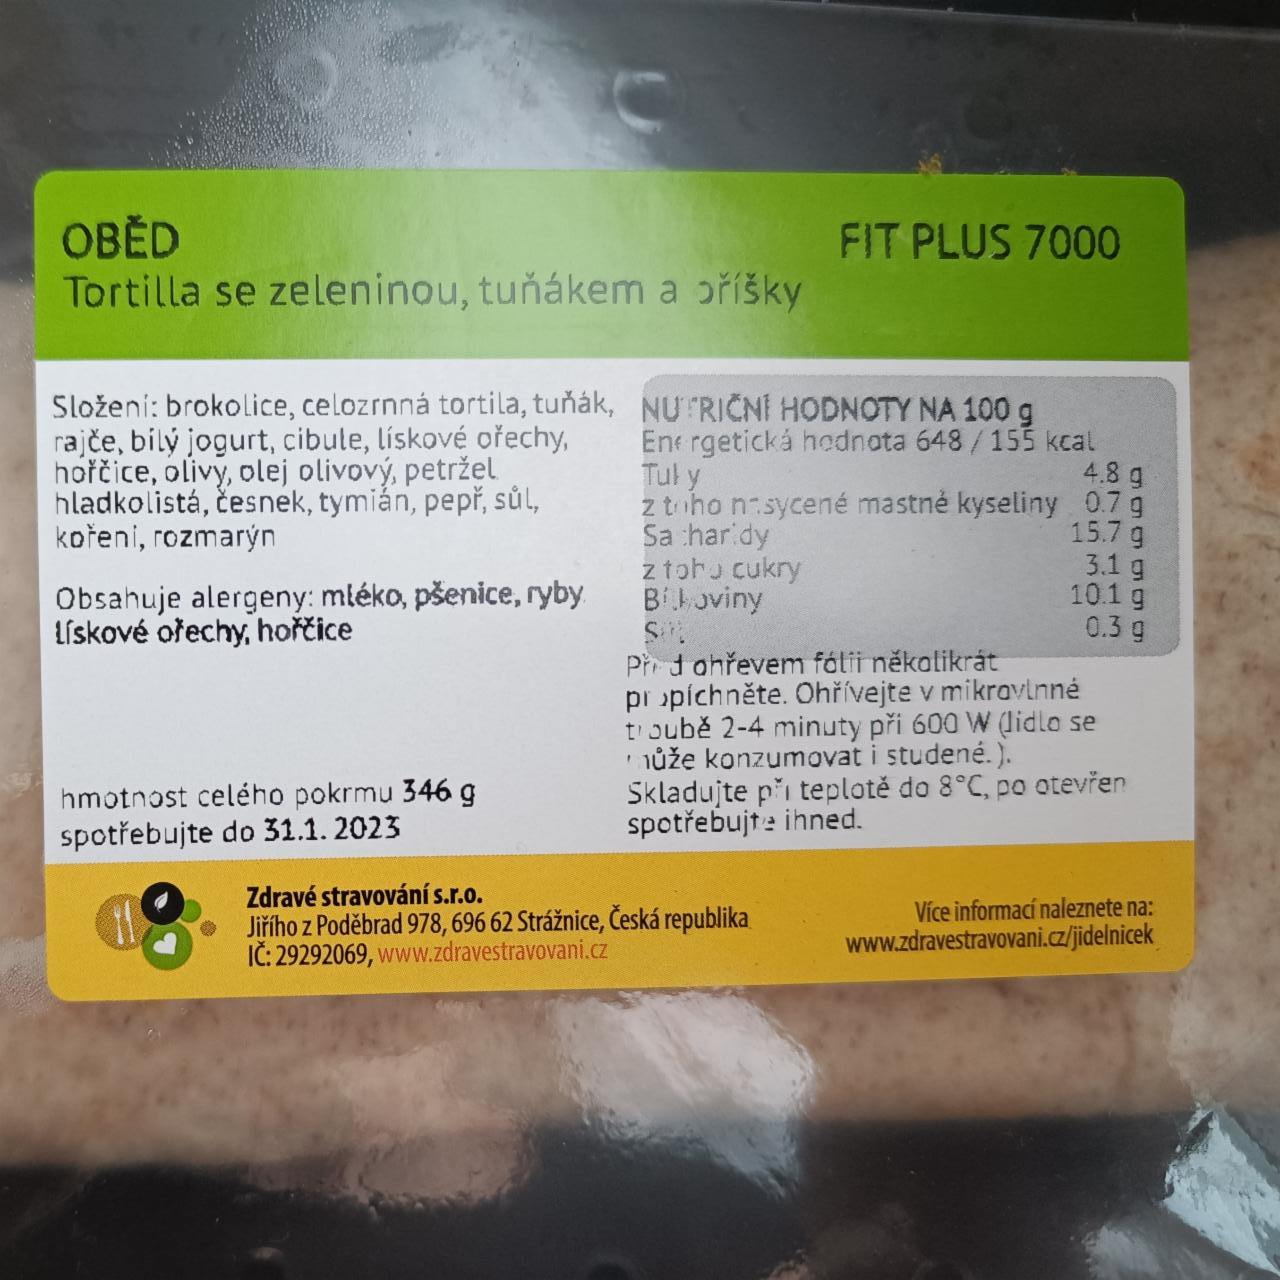 OBĚD
FIT PLUS 7000
Tortilla se zeleninou, tuňákem a oříšky
Složení: brokolice, celozrnná tortila, tuňák,
rajče, bílý jogurt, cibule, lískové ořechy,
hořčice, olivy, olej olivový, petržel
hladkolistá, česnek, tymián, pepř, sůl,
koření, rozmarýn
Obsahuje alergeny: mléko, pšenice, ryby
lískové ořechy, hořčice
hmotnost celého pokrmu 346 g
spotřebujte do 31.1. 2023
NUTRIČNÍ HODNOTY NA 100 g
Energetická hodnota 648 / 155 kcal
Tuky 4.8 g
z toho nasycené mastné kyseliny 0.7 g
Sacharidy 15.7 g
z toho cukry 3.1 g
Bílkoviny 10.1 g
Sůl 0.3 g
Před ohřevem fólii několikrát
propíchněte. Ohřívejte v mikrovlnné
troubě 2-4 minuty při 600 W (Jídlo se
může konzumovat i studené.).
Skladujte při teplotě do 8°C, po otevřen
spotřebujte ihned.
Zdravé stravování s.r.o.
Jiřího z Poděbrad 978, 696 62 Strážnice, Česká republika
IČ: 29292069, www.zdravestravovani.cz
Více informací naleznete na:
www.zdravestravovani.cz/jidelnicek